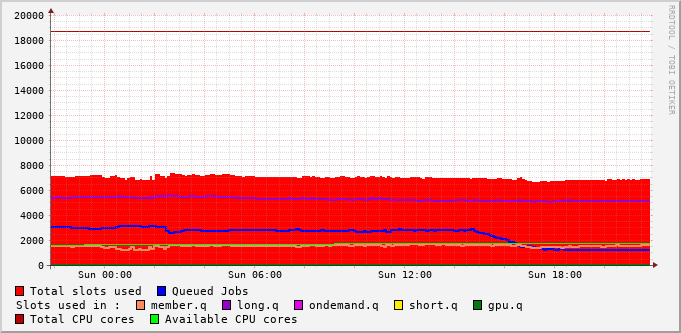 RRDTOOL / TOBI OETIKER
20000
18000
16000
14000
12000
10000
8000
6000
4000
2000
0
Sun 00:00 Sun 06:00 Sun 12:00 Sun 18:00
Total slots used Queued Jobs
Slots used in : member.q long.q ondemand.q short.q gpu.q
Total CPU cores Available CPU cores